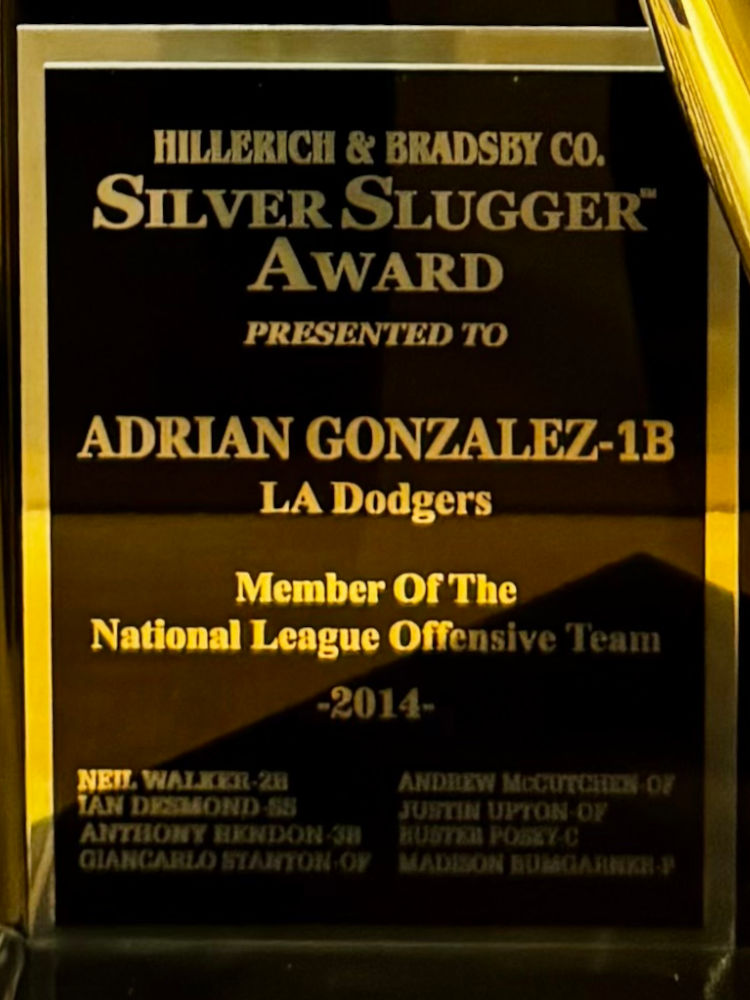 HILLERICH & BRADSBY CO.
SILVER SLUGGER℠
AWARD
PRESENTED TO
ADRIAN GONZALEZ-1B
LA Dodgers
Member Of The
National League Offensive Team
-2014-
NEIL WALKER-2B
IAN DESMOND-SS
ANTHONY RENDON-3B
GIANCARLO STANTON-OF
ANDREW McCUTCHEN-OF
JUSTIN UPTON-OF
BUSTER POSEY-C
MADISON BUMGARNER-P